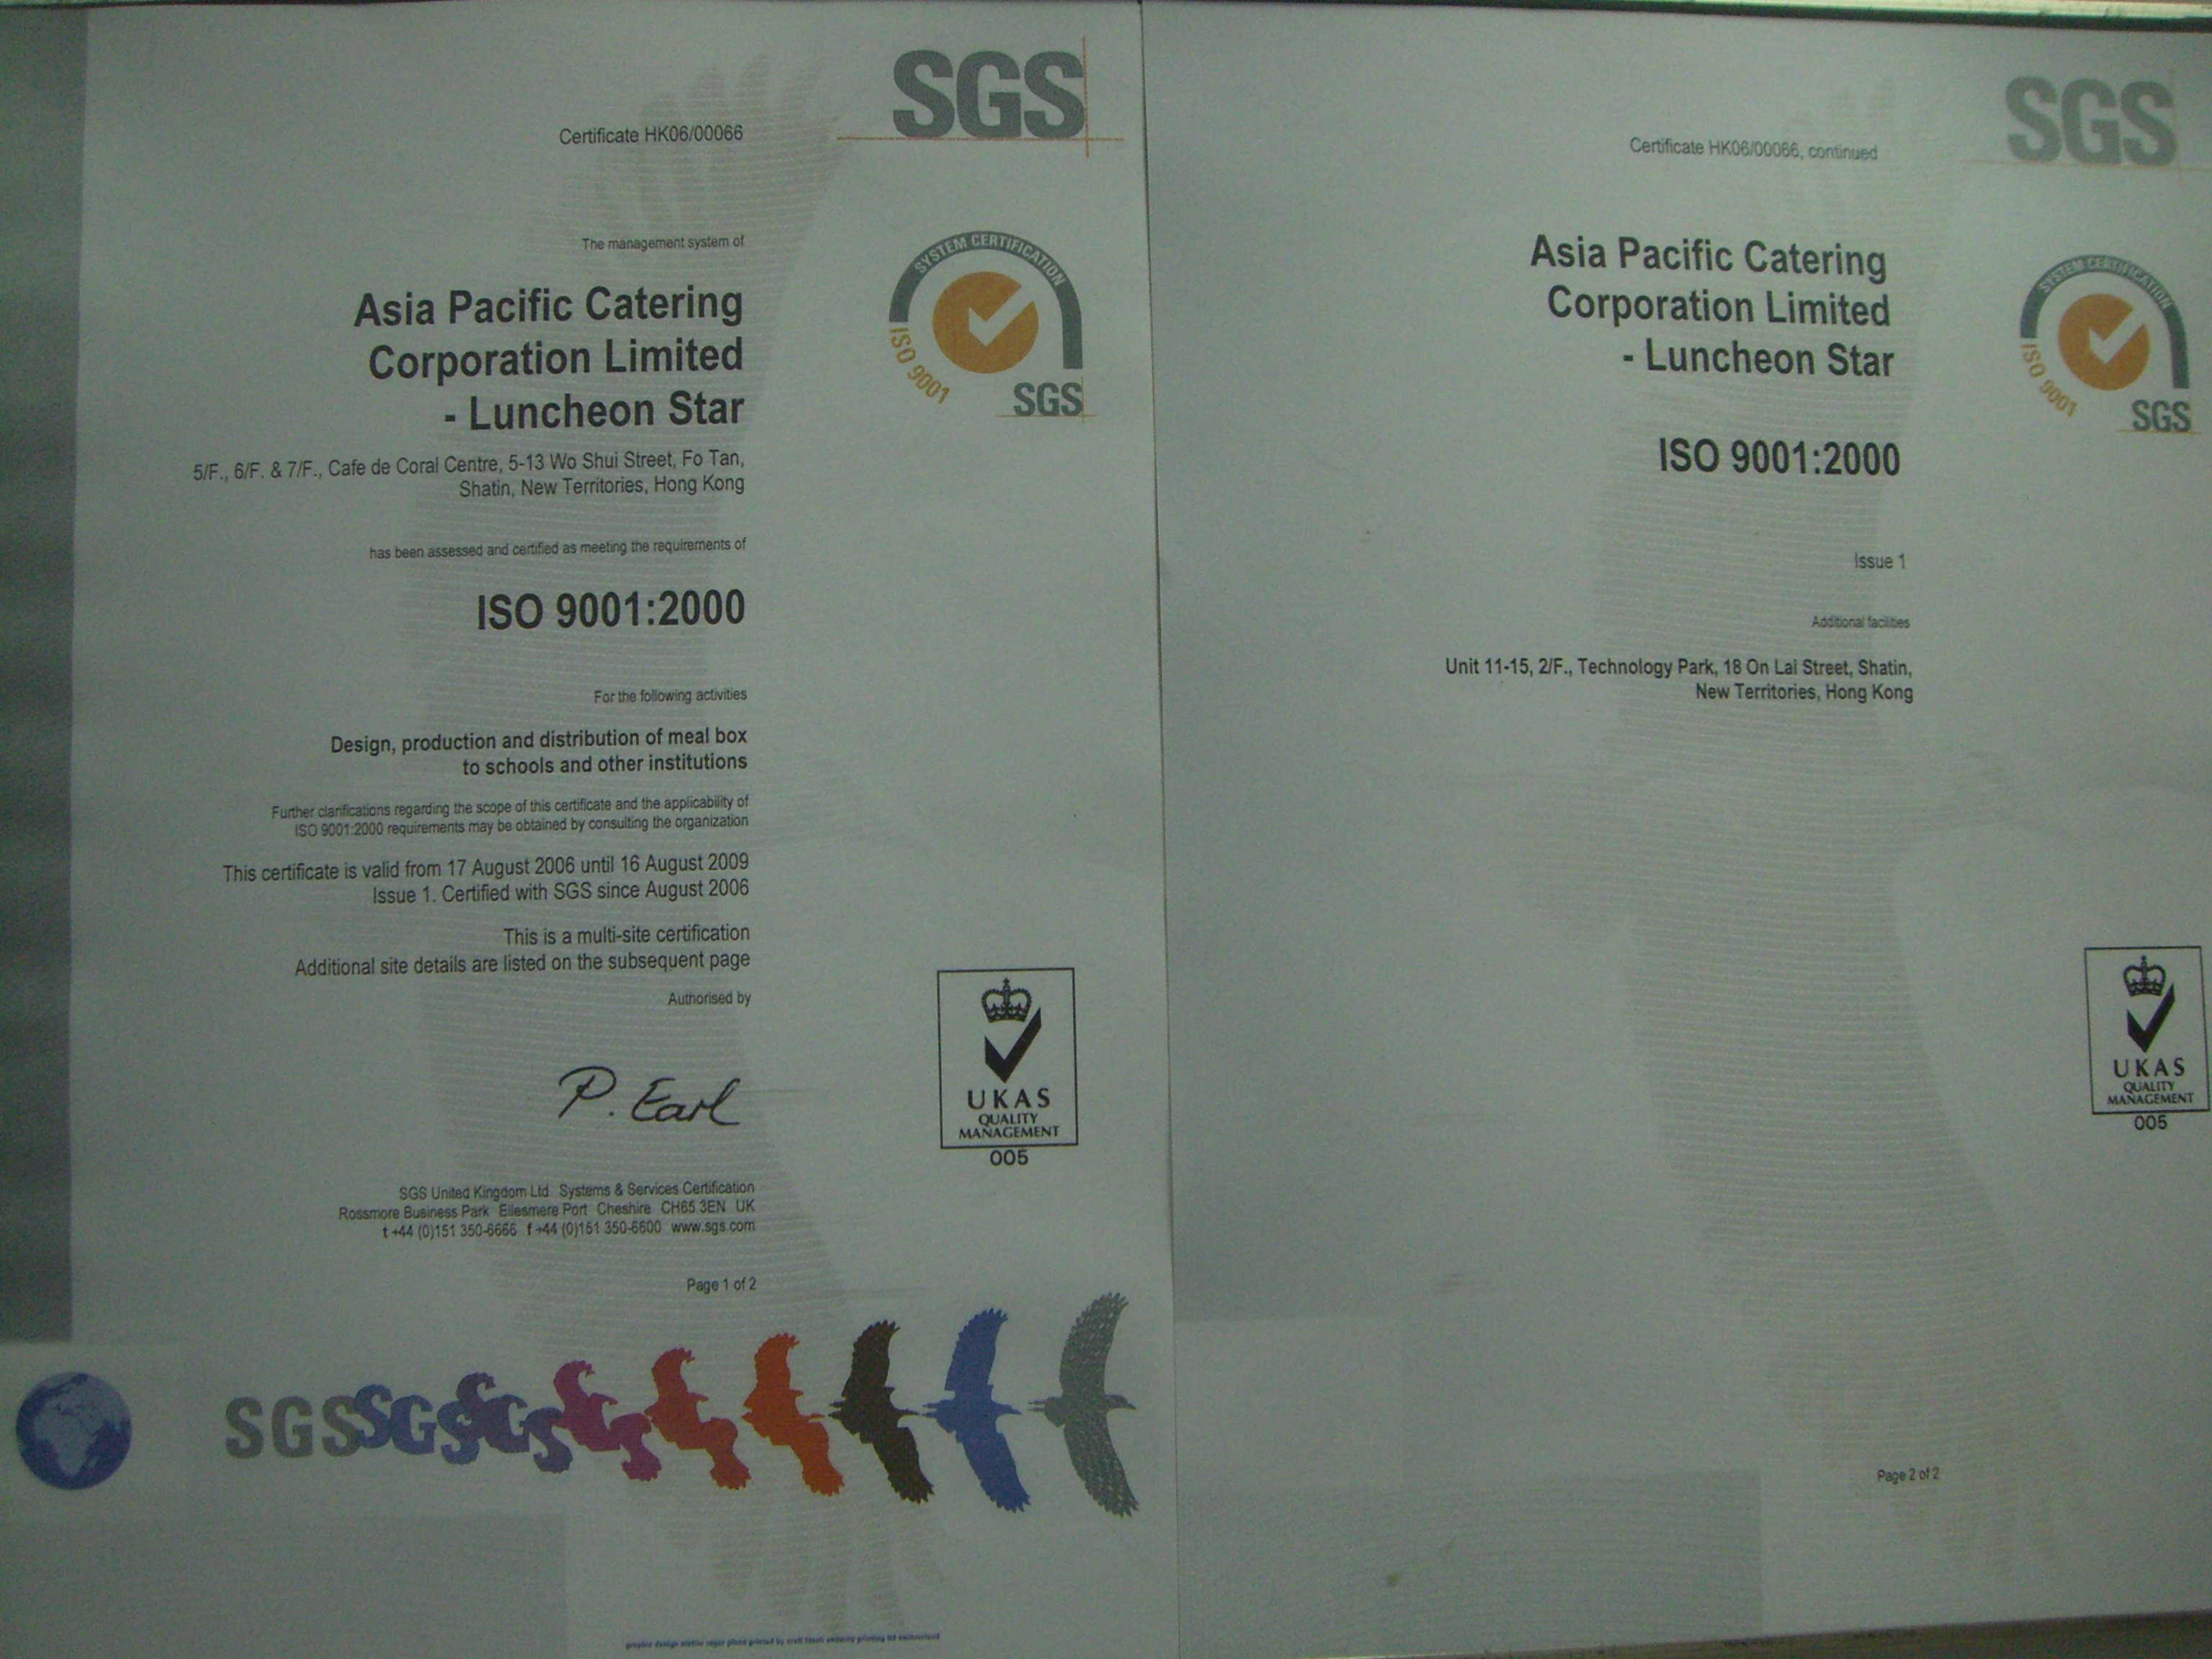 SGS
Certificate HK06/00066
The management system of
Asia Pacific Catering
Corporation Limited
- Luncheon Star
5/F., 6/F. & 7/F., Cafe de Coral Centre, 5-13 Wo Shui Street, Fo Tan,
Shatin, New Territories, Hong Kong
SYSTEM CERTIFICATION
ISO 9001
SGS
has been assessed and certified as meeting the requirements of
ISO 9001:2000
For the following activities
Design, production and distribution of meal box
to schools and other institutions
Further clarifications regarding the scope of this certificate and the applicability of
ISO 9001:2000 requirements may be obtained by consulting the organization
This certificate is valid from 17 August 2006 until 16 August 2009
Issue 1. Certified with SGS since August 2006
This is a multi-site certification
Additional site details are listed on the subsequent page
Authorised by
P. Earl
UKAS
QUALITY
MANAGEMENT
005
SGS United Kingdom Ltd Systems & Services Certification
Rossmore Business Park Ellesmere Port Cheshire CH65 3EN UK
t +44 (0)151 350-6666 f +44 (0)151 350-6600 www.sgs.com
Page 1 of 2
SGS SGS SGS
SGS
Certificate HK06/00066, continued
Asia Pacific Catering
Corporation Limited
- Luncheon Star
SYSTEM CERTIFICATION
ISO 9001
SGS
ISO 9001:2000
Issue 1
Additional facilities
Unit 11-15, 2/F., Technology Park, 18 On Lai Street, Shatin,
New Territories, Hong Kong
UKAS
QUALITY
MANAGEMENT
005
Page 2 of 2